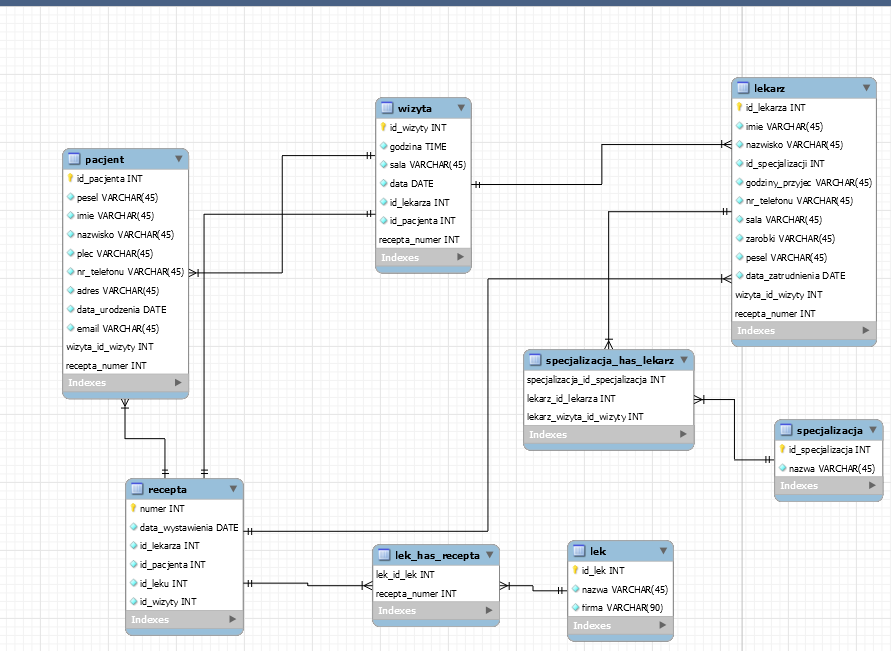 pacjent
id_pacjenta INT
pesel VARCHAR(45)
imie VARCHAR(45)
nazwisko VARCHAR(45)
plec VARCHAR(45)
nr_telefonu VARCHAR(45)
adres VARCHAR(45)
data_urodzenia DATE
email VARCHAR(45)
wizyta_id_wizyty INT
recepta_numer INT
Indexes
wizyta
id_wizyty INT
godzina TIME
sala VARCHAR(45)
data DATE
id_lekarza INT
id_pacjenta INT
recepta_numer INT
Indexes
lekarz
id_lekarza INT
imie VARCHAR(45)
nazwisko VARCHAR(45)
id_specjalizacji INT
godziny_przyjec VARCHAR(45)
nr_telefonu VARCHAR(45)
sala VARCHAR(45)
zarobki VARCHAR(45)
pesel VARCHAR(45)
data_zatrudnienia DATE
wizyta_id_wizyty INT
recepta_numer INT
Indexes
specjalizacja_has_lekarz
specjalizacja_id_specjalizacja INT
lekarz_id_lekarza INT
lekarz_wizyta_id_wizyty INT
Indexes
specjalizacja
id_specjalizacja INT
nazwa VARCHAR(45)
Indexes
recepta
numer INT
data_wystawienia DATE
id_lekarza INT
id_pacjenta INT
id_leku INT
id_wizyty INT
Indexes
lek_has_recepta
lek_id_lek INT
recepta_numer INT
Indexes
lek
id_lek INT
nazwa VARCHAR(45)
firma VARCHAR(90)
Indexes